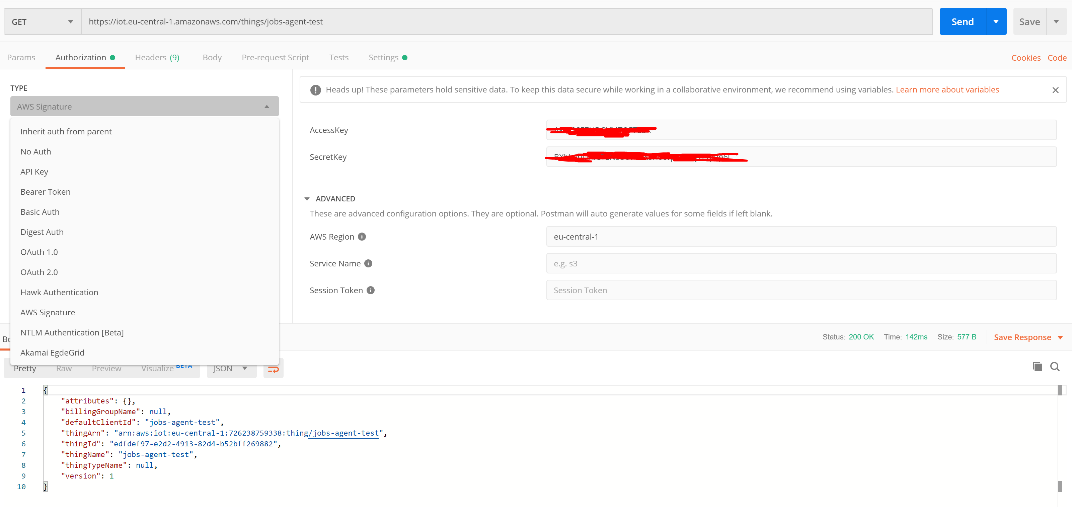 GET
https://iot.eu-central-1.amazonaws.com/things/jobs-agent-test
Send
Save
Params
Authorization
Headers (9)
Body
Pre-request Script
Tests
Settings
Cookies
Code
TYPE
AWS Signature
Inherit auth from parent
No Auth
API Key
Bearer Token
Basic Auth
Digest Auth
OAuth 1.0
OAuth 2.0
Hawk Authentication
AWS Signature
NTLM Authentication [Beta]
Akamai EgdeGrid
Heads up! These parameters hold sensitive data. To keep this data secure while working in a collaborative environment, we recommend using variables. Learn more about variables
AccessKey
SecretKey
ADVANCED
These are advanced configuration options. They are optional. Postman will auto generate values for some fields if left blank.
AWS Region
eu-central-1
Service Name
e.g. s3
Session Token
Session Token
Status: 200 OK
Time: 142ms
Size: 577 B
Save Response
Pretty
Raw
Preview
Visualize BETA
JSON
1 {
2 "attributes": {},
3 "billingGroupName": null,
4 "defaultClientId": "jobs-agent-test",
5 "thingArn": "arn:aws:iot:eu-central-1:726238759338:thing/jobs-agent-test",
6 "thingId":
7 "thingName": "jobs-agent-test",
8 "thingTypeName": null,
9 "version": 1
10 }